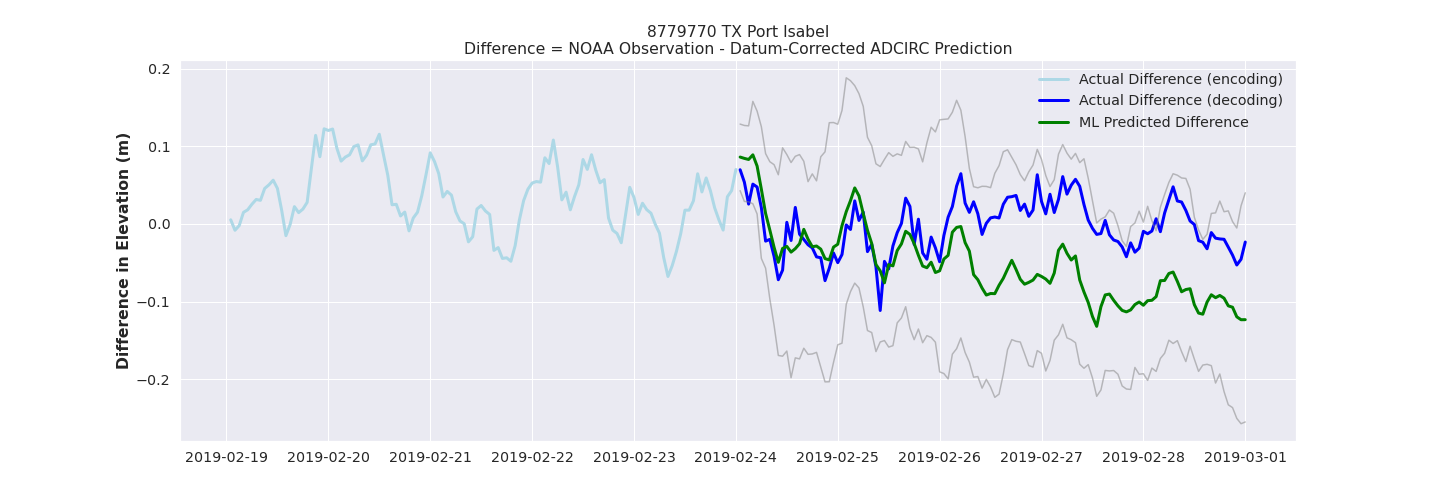 8779770 TX Port Isabel
Difference = NOAA Observation - Datum-Corrected ADCIRC Prediction
Difference in Elevation (m)
0.2
0.1
0.0
−0.1
−0.2
Actual Difference (encoding)
Actual Difference (decoding)
ML Predicted Difference
2019-02-19 2019-02-20 2019-02-21 2019-02-22 2019-02-23 2019-02-24 2019-02-25 2019-02-26 2019-02-27 2019-02-28 2019-03-01